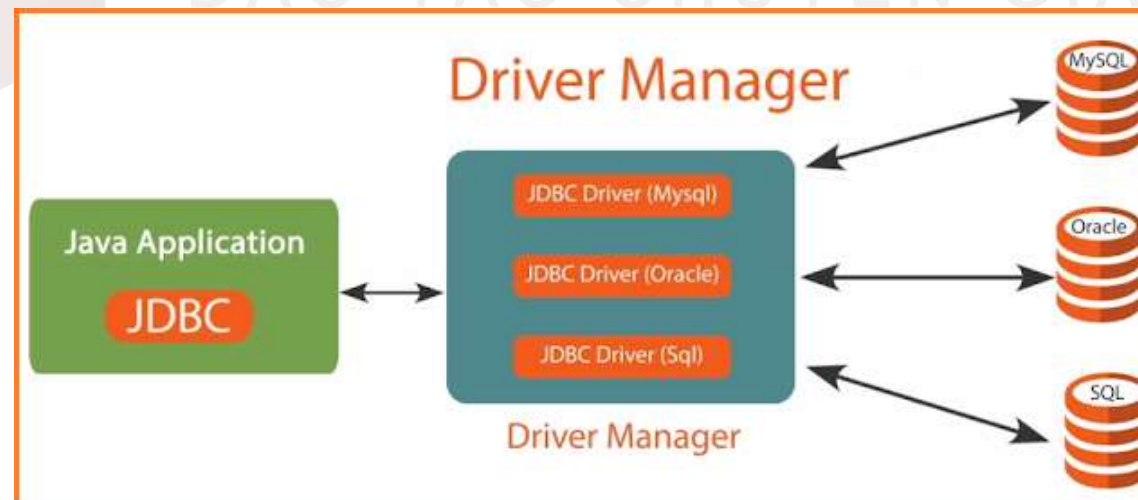 Driver Manager
MySQL
JDBC Driver (Mysql)
Java Application
JDBC
JDBC Driver (Oracle)
Oracle
JDBC Driver (Sql)
SQL
Driver Manager